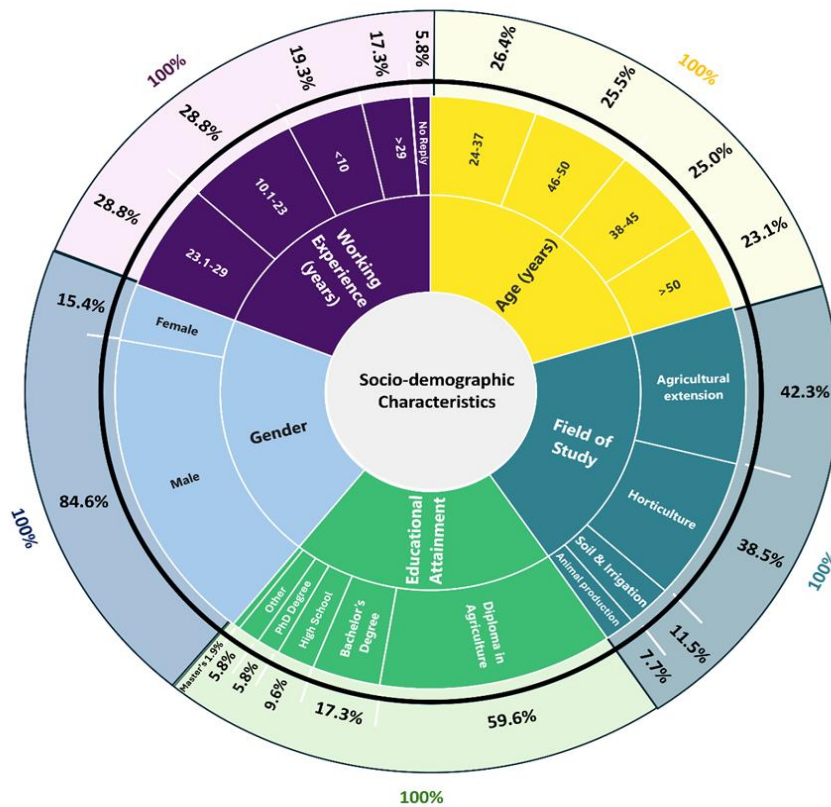 Socio-demographic
Characteristics
Age (years)
24-37
46-50
38-45
>50
26.4%
25.5%
25.0%
23.1%
100%
Field of
Study
Agricultural
extension
Horticulture
Soil & Irrigation
Animal production
42.3%
38.5%
11.5%
7.7%
100%
Educational
Attainment
Diploma in
Agriculture
Bachelor's
Degree
High School
PhD Degree
Other
59.6%
17.3%
9.6%
5.8%
5.8%
Master's 1.9%
100%
Gender
Male
Female
84.6%
15.4%
100%
Working
Experience
(years)
23.1-29
10.1-23
<10
>29
No Reply
28.8%
28.8%
19.3%
17.3%
5.8%
100%